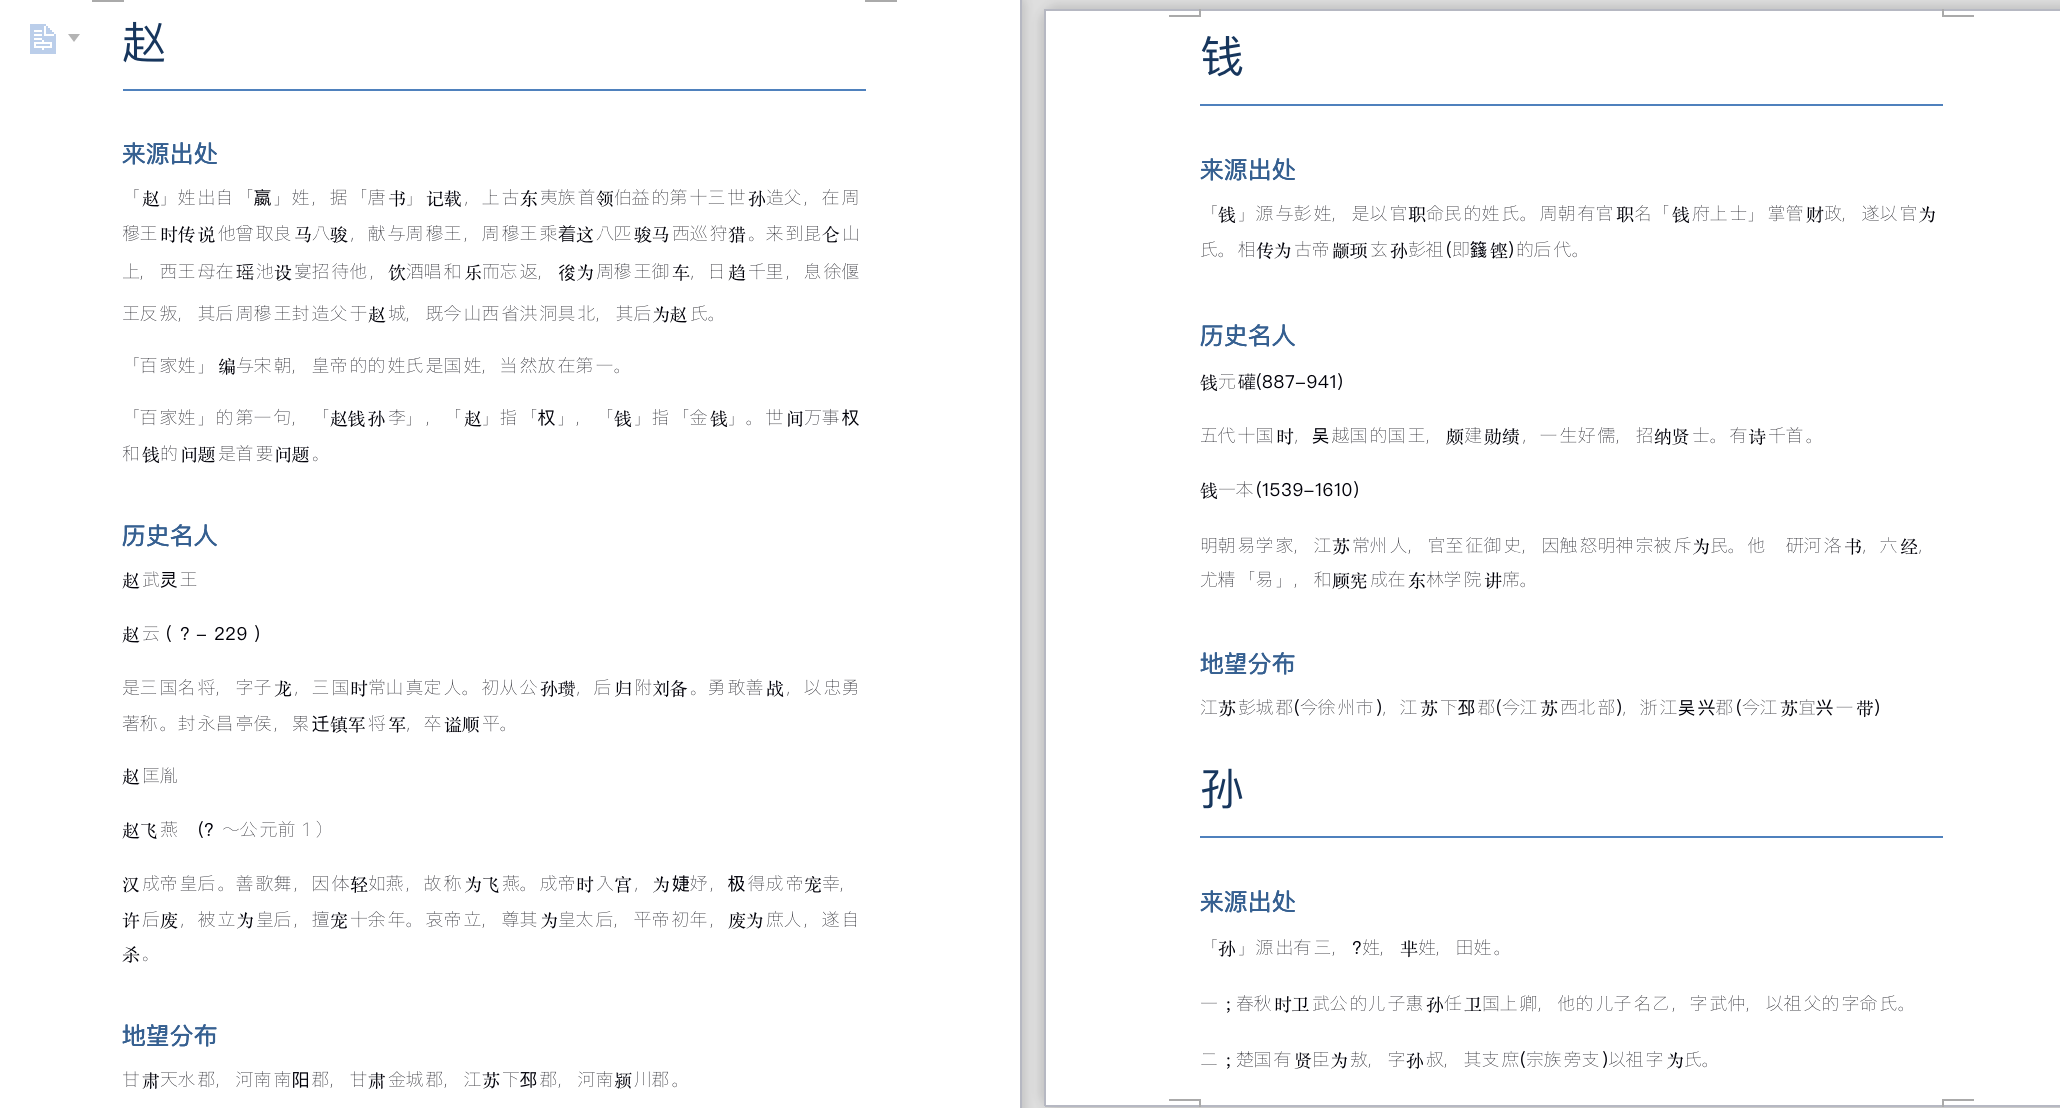 赵
来源出处
「赵」姓出自「嬴」姓，据「唐书」记载，上古东夷族首领伯益的第十三世孙造父，在周
穆王时传说他曾取良马八骏，献与周穆王，周穆王乘着这八匹骏马西巡狩猎。来到昆仑山
上，西王母在瑶池设宴招待他，饮酒唱和乐而忘返，後为周穆王御车，日趋千里，息徐偃
王反叛，其后周穆王封造父于赵城，既今山西省洪洞具北，其后为赵氏。
「百家姓」编与宋朝，皇帝的的姓氏是国姓，当然放在第一。
「百家姓」的第一句，「赵钱孙李」，「赵」指「权」，「钱」指「金钱」。世间万事权
和钱的问题是首要问题。
历史名人
赵武灵王
赵云 ( ? – 229 )
是三国名将，字子龙，三国时常山真定人。初从公孙瓒，后归附刘备。勇敢善战，以忠勇
著称。封永昌亭侯，累迁镇军将军，卒谥顺平。
赵匡胤
赵飞燕 (? ～公元前１）
汉成帝皇后。善歌舞，因体轻如燕，故称为飞燕。成帝时入宫，为婕妤，极得成帝宠幸，
许后废，被立为皇后，擅宠十余年。哀帝立，尊其为皇太后，平帝初年，废为庶人，遂自
杀。
地望分布
甘肃天水郡，河南南阳郡，甘肃金城郡，江苏下邳郡，河南颍川郡。
钱
来源出处
「钱」源与彭姓，是以官职命民的姓氏。周朝有官职名「钱府上士」掌管财政，遂以官为
氏。相传为古帝颛顼玄孙彭祖(即籛铿)的后代。
历史名人
钱元礶(887–941)
五代十国时，吴越国的国王，颇建勋绩，一生好儒，招纳贤士。有诗千首。
钱一本(1539–1610)
明朝易学家，江苏常州人，官至征御史，因触怒明神宗被斥为民。他 研河洛书，六经，
尤精「易」，和顾宪成在东林学院讲席。
地望分布
江苏彭城郡(今徐州市)，江苏下邳郡(今江苏西北部)，浙江吴兴郡(今江苏宜兴一带)
孙
来源出处
「孙」源出有三，?姓，芈姓，田姓。
一；春秋时卫武公的儿子惠孙任卫国上卿，他的儿子名乙，字武仲，以祖父的字命氏。
二；楚国有贤臣为敖，字孙叔，其支庶(宗族旁支)以祖字为氏。